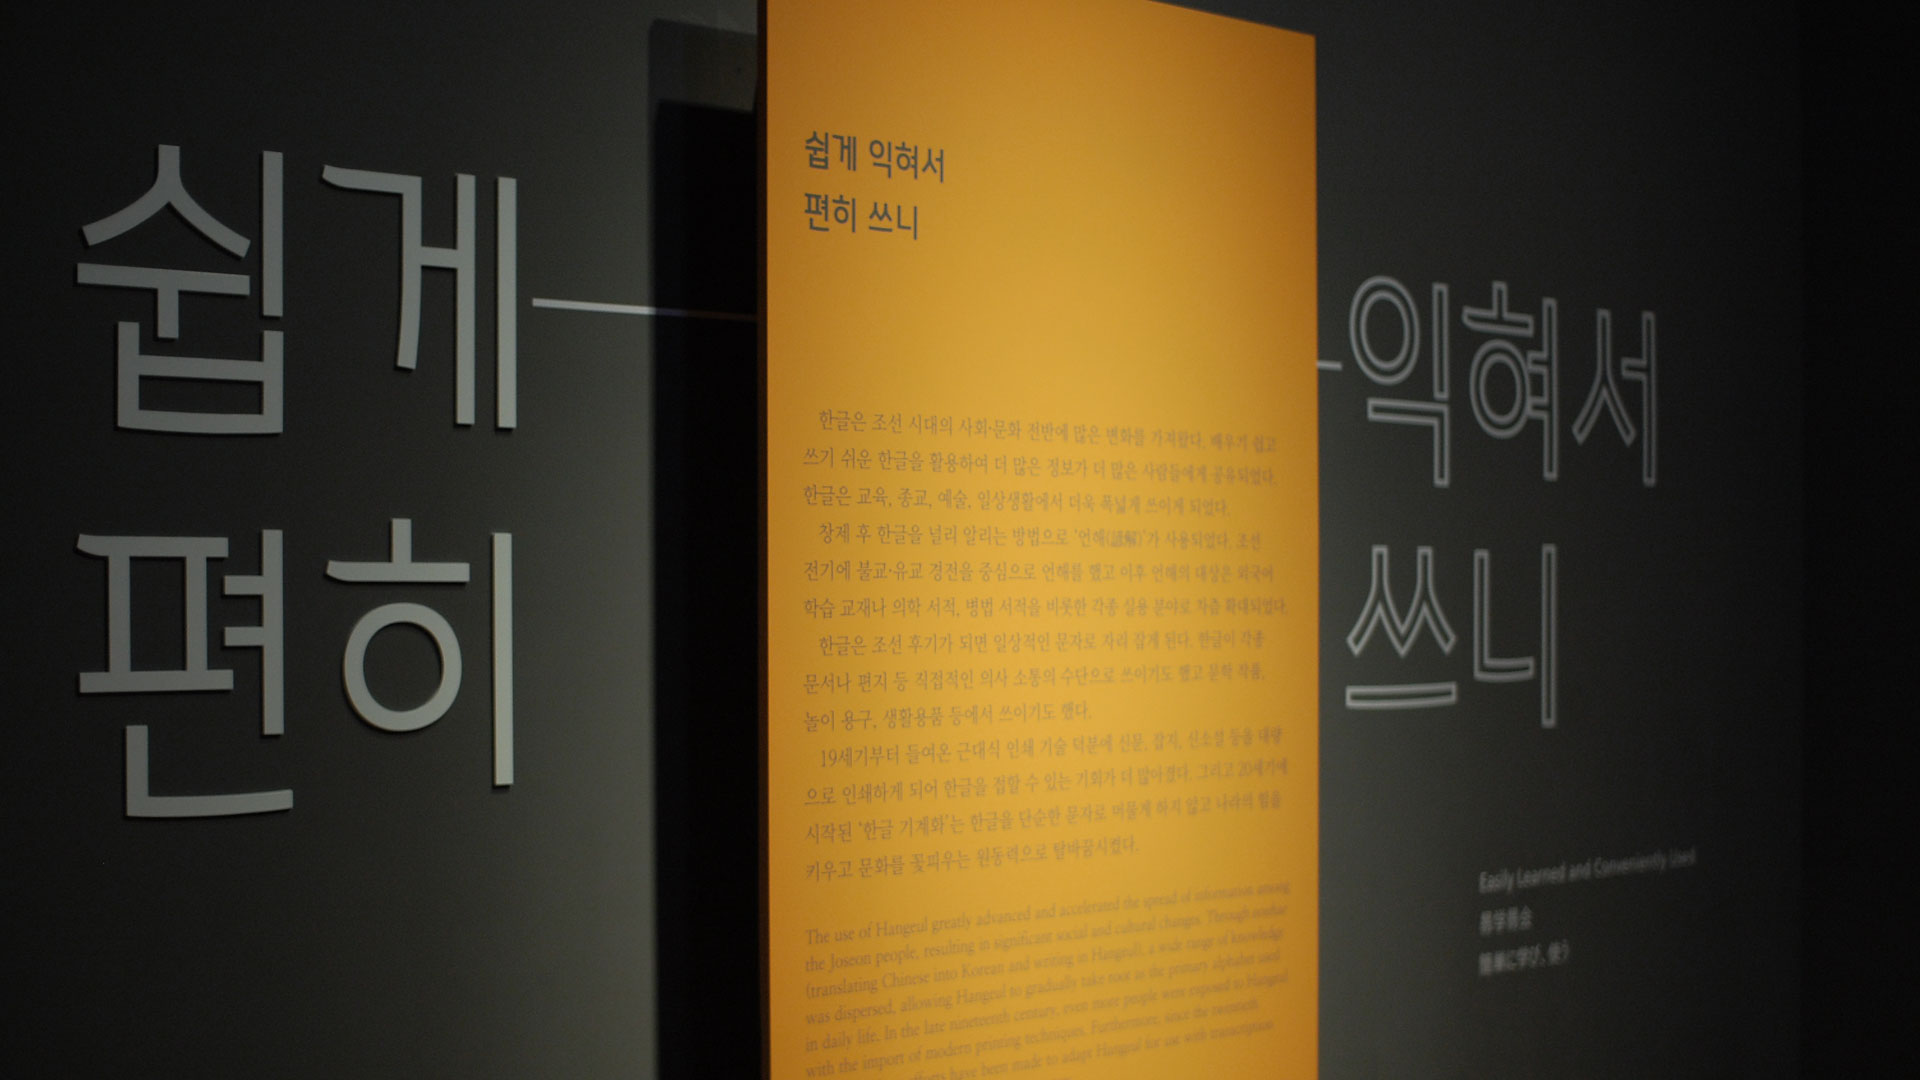 쉽게
편히
쉽게 익혀서
편히 쓰니
한글은 조선 시대의 사회·문화 전반에 많은 변화를 가져왔다. 배우기 쉽고
쓰기 쉬운 한글을 활용하여 더 많은 정보가 더 많은 사람들에게 공유되었다.
한글은 교육, 종교, 예술, 일상생활에서 더욱 폭넓게 쓰이게 되었다.
창제 후 한글을 널리 알리는 방법으로 '언해(諺解)'가 사용되었다. 조선
전기에 불교·유교 경전을 중심으로 언해를 했고 이후 언해의 대상은 외국어
학습 교재나 의학 서적, 병법 서적을 비롯한 각종 실용 분야로 차츰 확대되었다.
한글은 조선 후기가 되면 일상적인 문자로 자리 잡게 된다. 한글이 각종
문서나 편지 등 직접적인 의사 소통의 수단으로 쓰이기도 했고 문학 작품,
놀이 용구, 생활용품 등에서 쓰이기도 했다.
19세기부터 들여온 근대식 인쇄 기술 덕분에 신문, 잡지, 신소설 등을 대량
으로 인쇄하게 되어 한글을 접할 수 있는 기회가 더 많아졌다. 그리고 20세기에
시작된 '한글 기계화'는 한글을 단순한 문자로 머물게 하지 않고 나라의 힘을
키우고 문화를 꽃피우는 원동력으로 탈바꿈시켰다.
The use of Hangeul greatly advanced and accelerated the spread of information among
the Joseon people, resulting in significant social and cultural changes. Through eonhae
(translating Chinese into Korean and writing in Hangeul), a wide range of knowledge
was dispersed, allowing Hangeul to gradually take root as the primary alphabet used
in daily life. In the late nineteenth century, even more people were exposed to Hangeul
with the import of modern printing techniques. Furthermore, since the twentieth
efforts have been made to adapt Hangeul for use with transcription
익혀서
쓰니
Easily Learned and Conveniently Used
易学易会
簡単に学び、使う